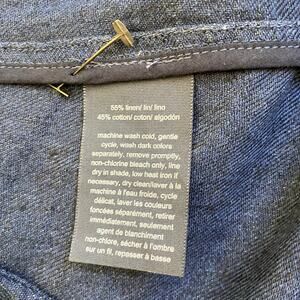 55% linen/ lin/ lino
45% cotton/ coton/ algodón
machine wash cold, gentle
cycle, wash dark colors
separately, remove promptly,
non-chlorine bleach only, line
dry in shade, low heat iron if
necessary, dry clean/laver à la
machine à l'eau froide, cycle
délicat, laver les couleurs
foncées séparément, retirer
immédiatement, seulement
agent de blanchiment
non-chlore, sécher à l'ombre
sur un fil, repasser à basse